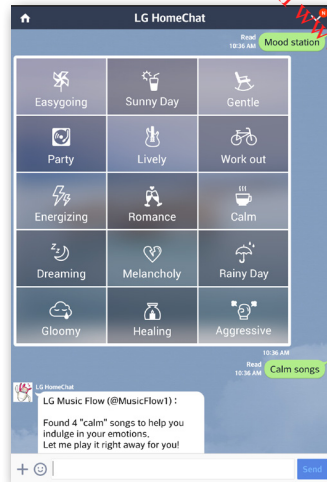 LG HomeChat
N
Read
10:36 AM
Mood station
Easygoing
Sunny Day
Gentle
Party
Lively
Work out
Energizing
Romance
Calm
Dreaming
Melancholy
Rainy Day
Gloomy
Healing
Aggressive
10:36 AM
Read
10:36 AM
Calm songs
LG HomeChat
LG Music Flow (@MusicFlow1) :
Found 4 "calm" songs to help you
indulge in your emotions,
Let me play it right away for you!
Send